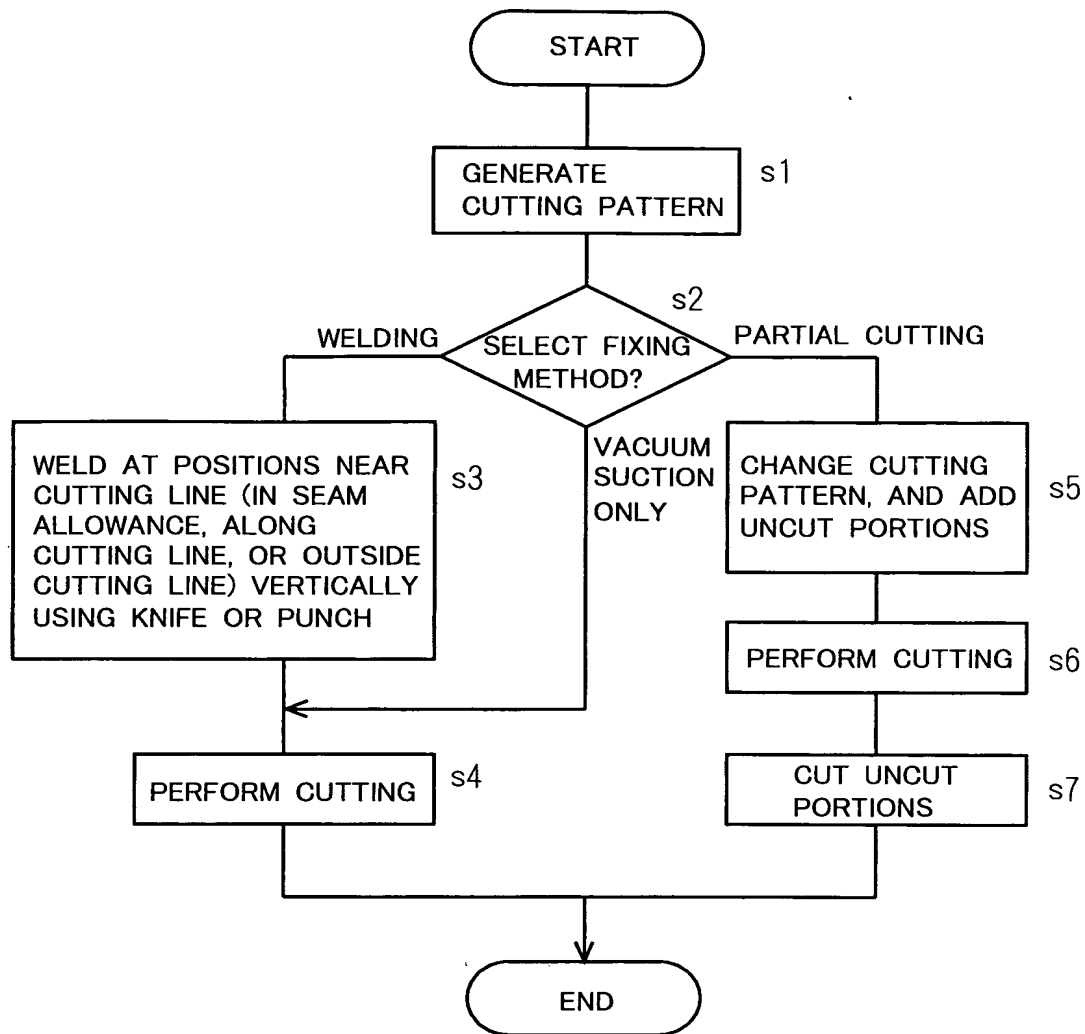 START
GENERATE
CUTTING PATTERN
s1
s2
WELDING
SELECT FIXING
METHOD?
PARTIAL CUTTING
VACUUM
SUCTION
ONLY
WELD AT POSITIONS NEAR
CUTTING LINE (IN SEAM
ALLOWANCE, ALONG
CUTTING LINE, OR OUTSIDE
CUTTING LINE) VERTICALLY
USING KNIFE OR PUNCH
s3
CHANGE CUTTING
PATTERN, AND ADD
UNCUT PORTIONS
s5
PERFORM CUTTING
s6
PERFORM CUTTING
s4
CUT UNCUT
PORTIONS
s7
END